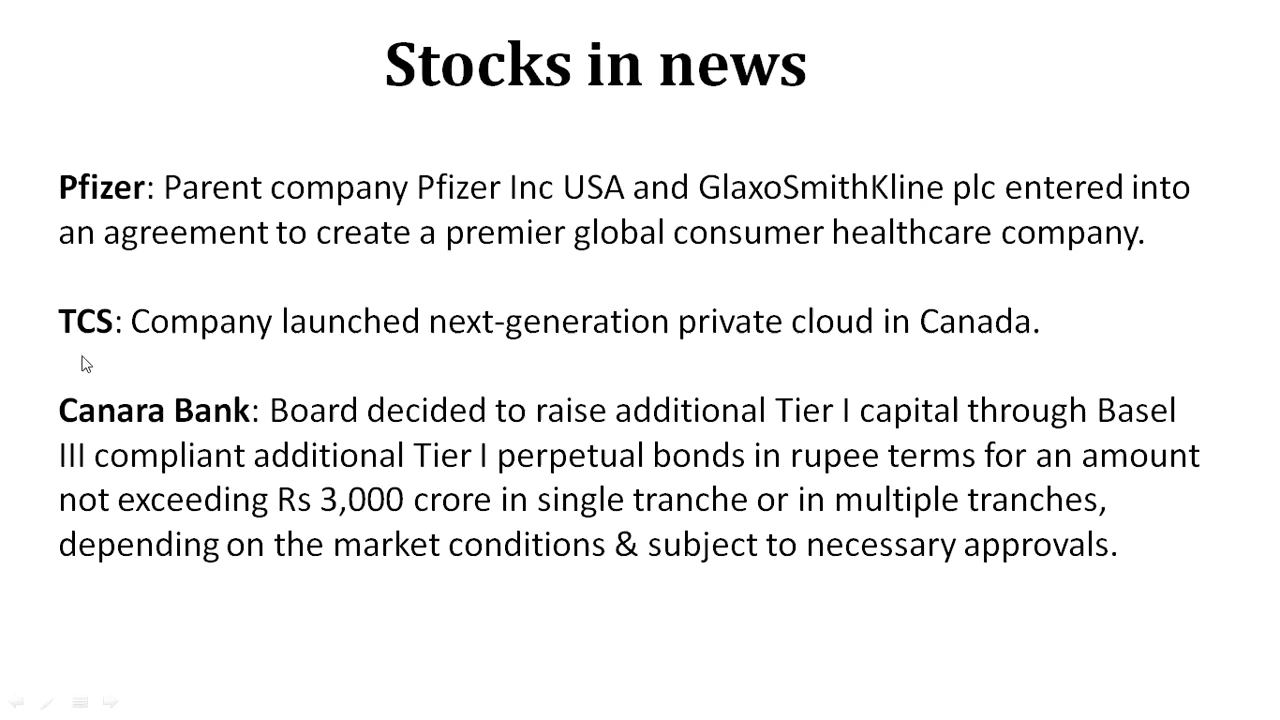 Stocks in news
Pfizer: Parent company Pfizer Inc USA and GlaxoSmithKline plc entered into
an agreement to create a premier global consumer healthcare company.
TCS: Company launched next-generation private cloud in Canada.
Canara Bank: Board decided to raise additional Tier I capital through Basel
III compliant additional Tier I perpetual bonds in rupee terms for an amount
not exceeding Rs 3,000 crore in single tranche or in multiple tranches,
depending on the market conditions & subject to necessary approvals.